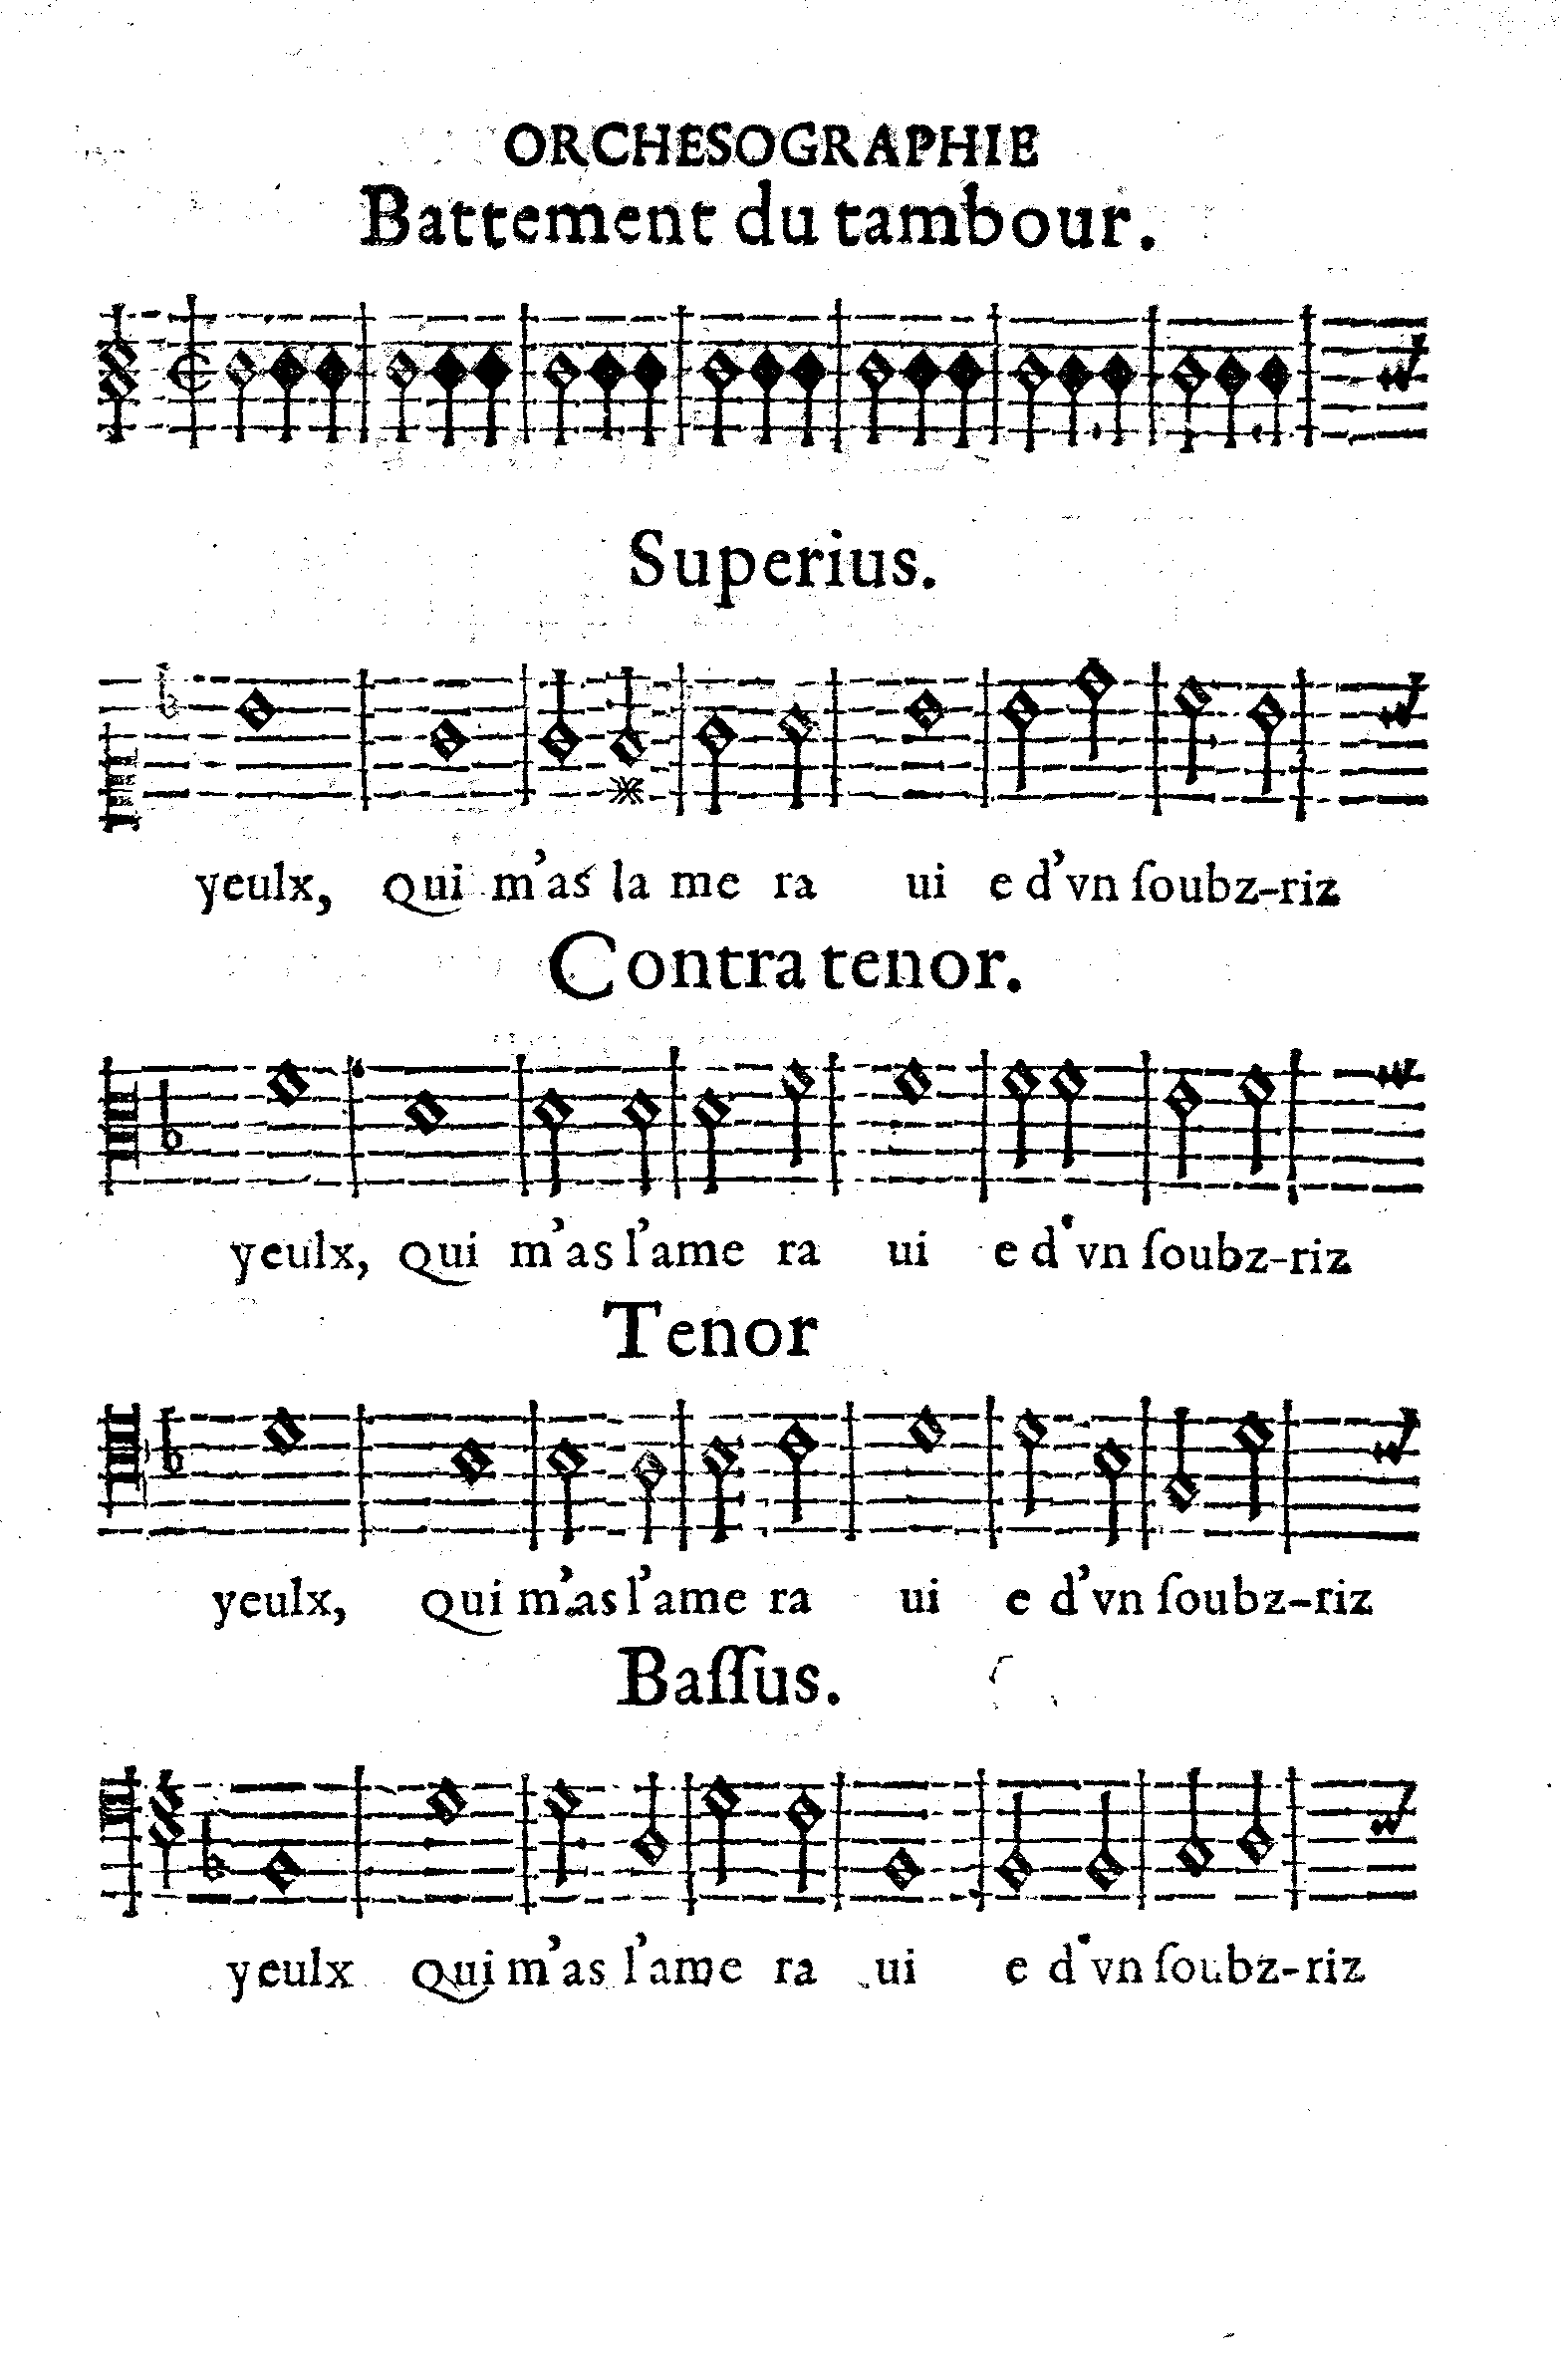 ORCHESOGRAPHIE
Battement du tambour.
Superius.
yeulx, Qui m'as la me ra ui e d'vn ſoubz-riz
Contra tenor.
yeulx, Qui m'as l'ame ra ui e d'vn ſoubz-riz
Tenor
yeulx, Qui m'as l'ame ra ui e d'vn ſoubz-riz
Baſſus.
yeulx Qui m'as l'ame ra ui e d'vn ſoubz-riz